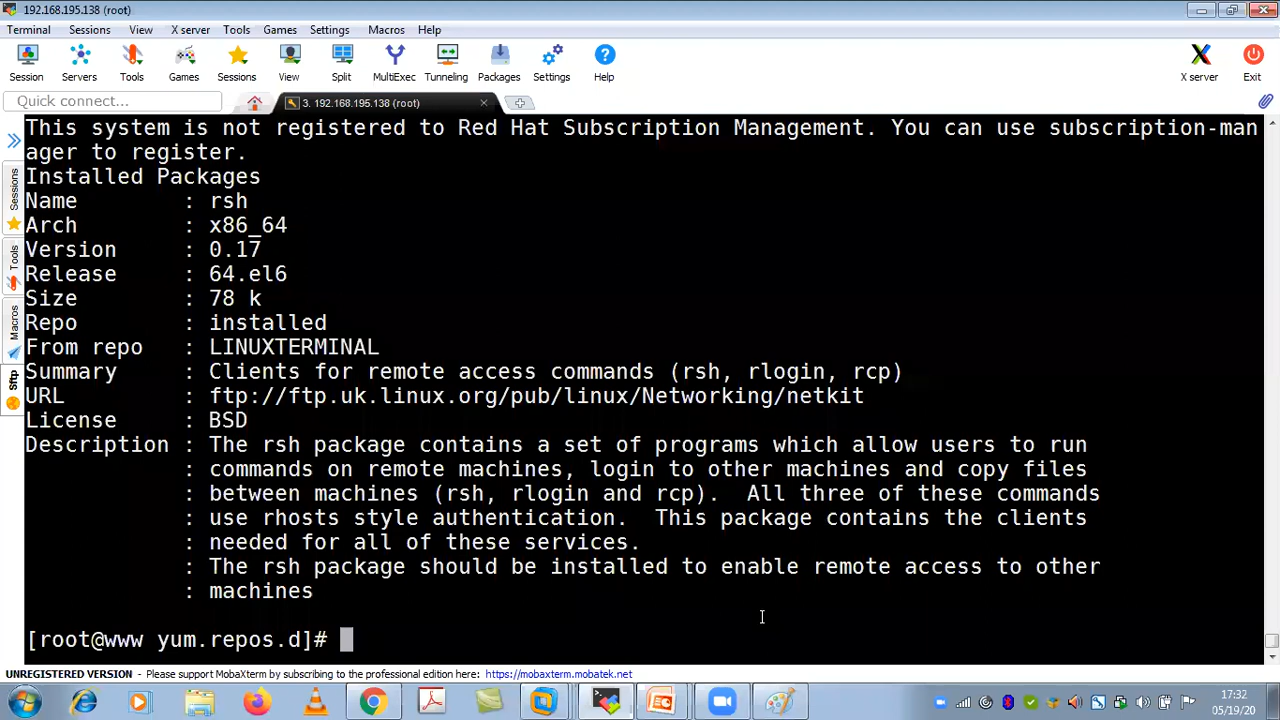 192.168.195.138 (root)
Terminal Sessions View X server Tools Games Settings Macros Help
Session Servers Tools Games Sessions View Split MultiExec Tunneling Packages Settings Help X server Exit
Quick connect...
3. 192.168.195.138 (root)
This system is not registered to Red Hat Subscription Management. You can use subscription-man
ager to register.
Installed Packages
Name : rsh
Arch : x86_64
Version : 0.17
Release : 64.el6
Size : 78 k
Repo : installed
From repo : LINUXTERMINAL
Summary : Clients for remote access commands (rsh, rlogin, rcp)
URL : ftp://ftp.uk.linux.org/pub/linux/Networking/netkit
License : BSD
Description : The rsh package contains a set of programs which allow users to run
: commands on remote machines, login to other machines and copy files
: between machines (rsh, rlogin and rcp).  All three of these commands
: use rhosts style authentication.  This package contains the clients
: needed for all of these services.
: The rsh package should be installed to enable remote access to other
: machines
[root@www yum.repos.d]#
Sessions
Tools
Macros
Sftp
UNREGISTERED VERSION - Please support MobaXterm by subscribing to the professional edition here: https://mobaxterm.mobatek.net
17:32
05/19/20